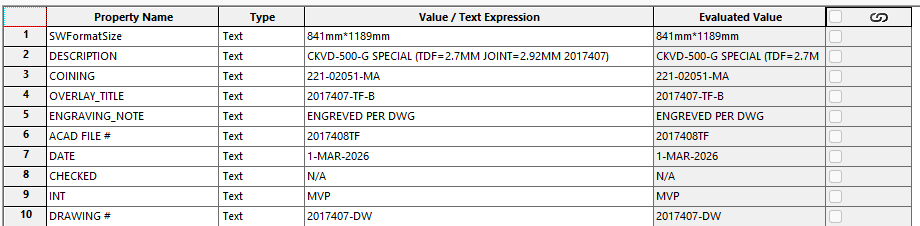 Property Name Type Value / Text Expression Evaluated Value
1 SWFormatSize Text 841mm*1189mm 841mm*1189mm
2 DESCRIPTION Text CKVD-500-G SPECIAL (TDF=2.7MM JOINT=2.92MM 2017407) CKVD-500-G SPECIAL (TDF=2.7M
3 COINING Text 221-02051-MA 221-02051-MA
4 OVERLAY_TITLE Text 2017407-TF-B 2017407-TF-B
5 ENGRAVING_NOTE Text ENGREVED PER DWG ENGREVED PER DWG
6 ACAD FILE # Text 2017408TF 2017408TF
7 DATE Text 1-MAR-2026 1-MAR-2026
8 CHECKED Text N/A N/A
9 INT Text MVP MVP
10 DRAWING # Text 2017407-DW 2017407-DW